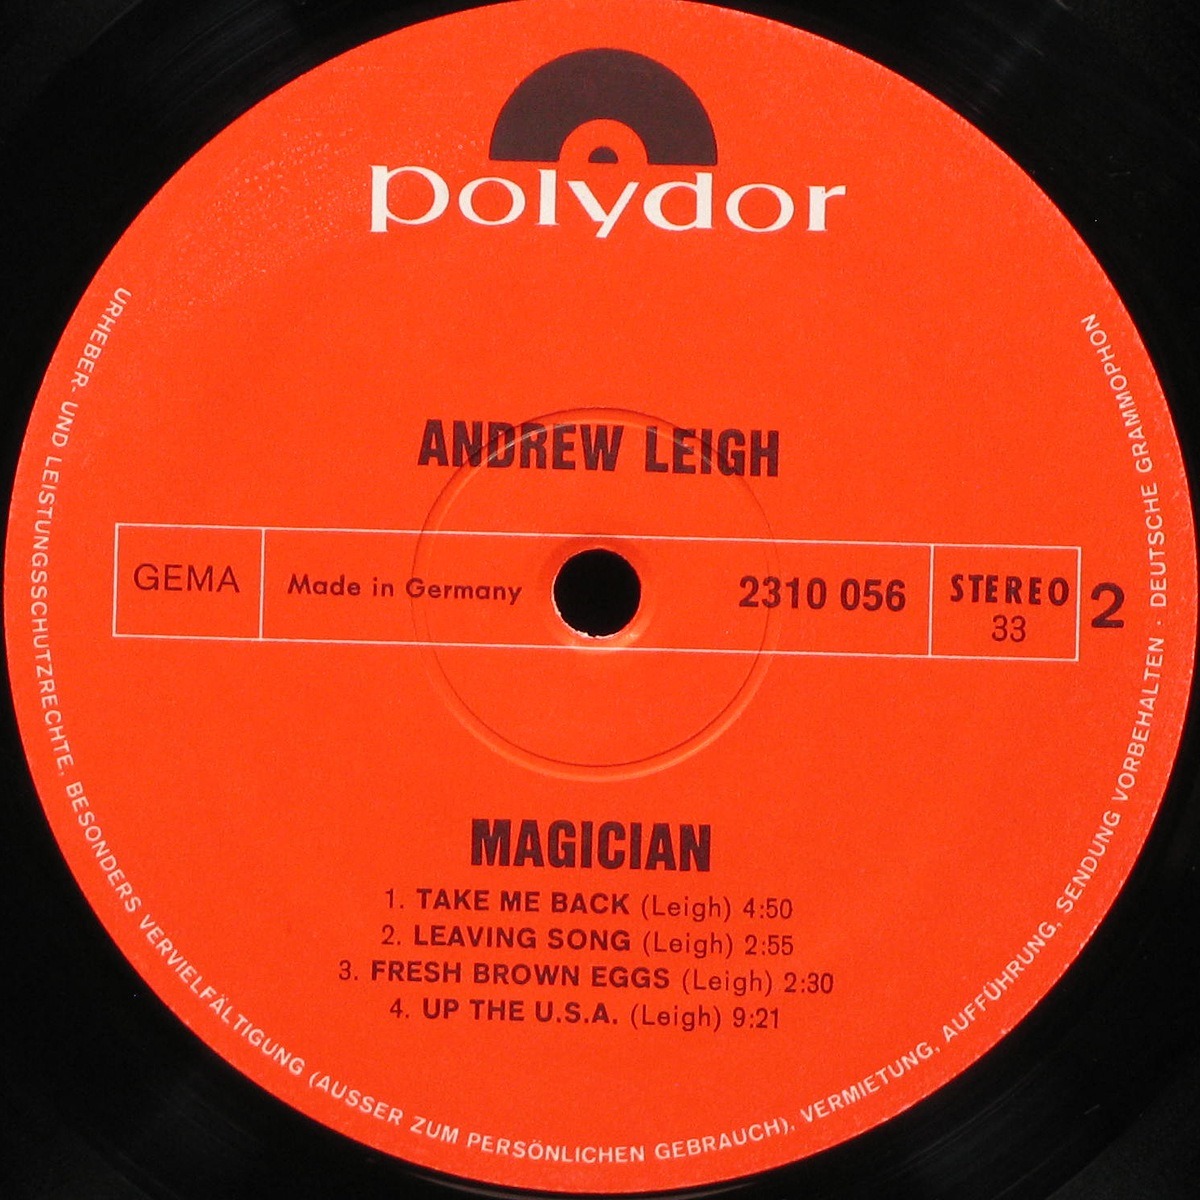 polydor
ANDREW LEIGH
GEMA
Made in Germany
2310 056
STEREO
33
2
MAGICIAN
1. TAKE ME BACK (Leigh) 4:50
2. LEAVING SONG (Leigh) 2:55
3. FRESH BROWN EGGS (Leigh) 2:30
4. UP THE U.S.A. (Leigh) 9:21
URHEBER- UND LEISTUNGSSCHUTZRECHTE, BESONDERS VERVIELFÄLTIGUNG (AUSSER ZUM PERSÖNLICHEN GEBRAUCH), VERMIETUNG, AUFFÜHRUNG, SENDUNG VORBEHALTEN · DEUTSCHE GRAMMOPHON